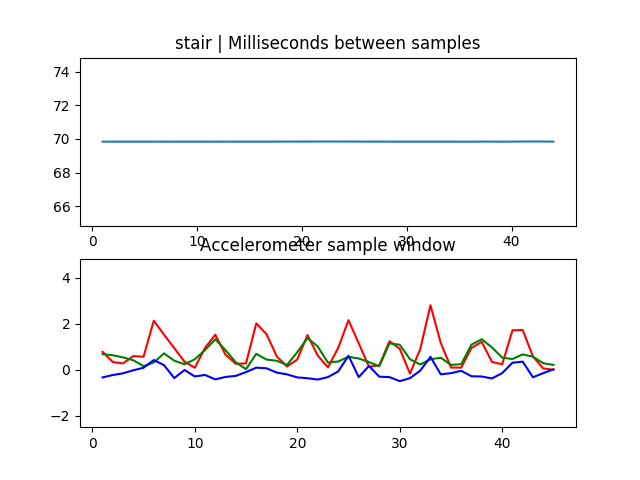 stair | Milliseconds between samples
74
72
70
68
66
0 10 20 30 40
Accelerometer sample window
4
2
0
−2
0 10 20 30 40